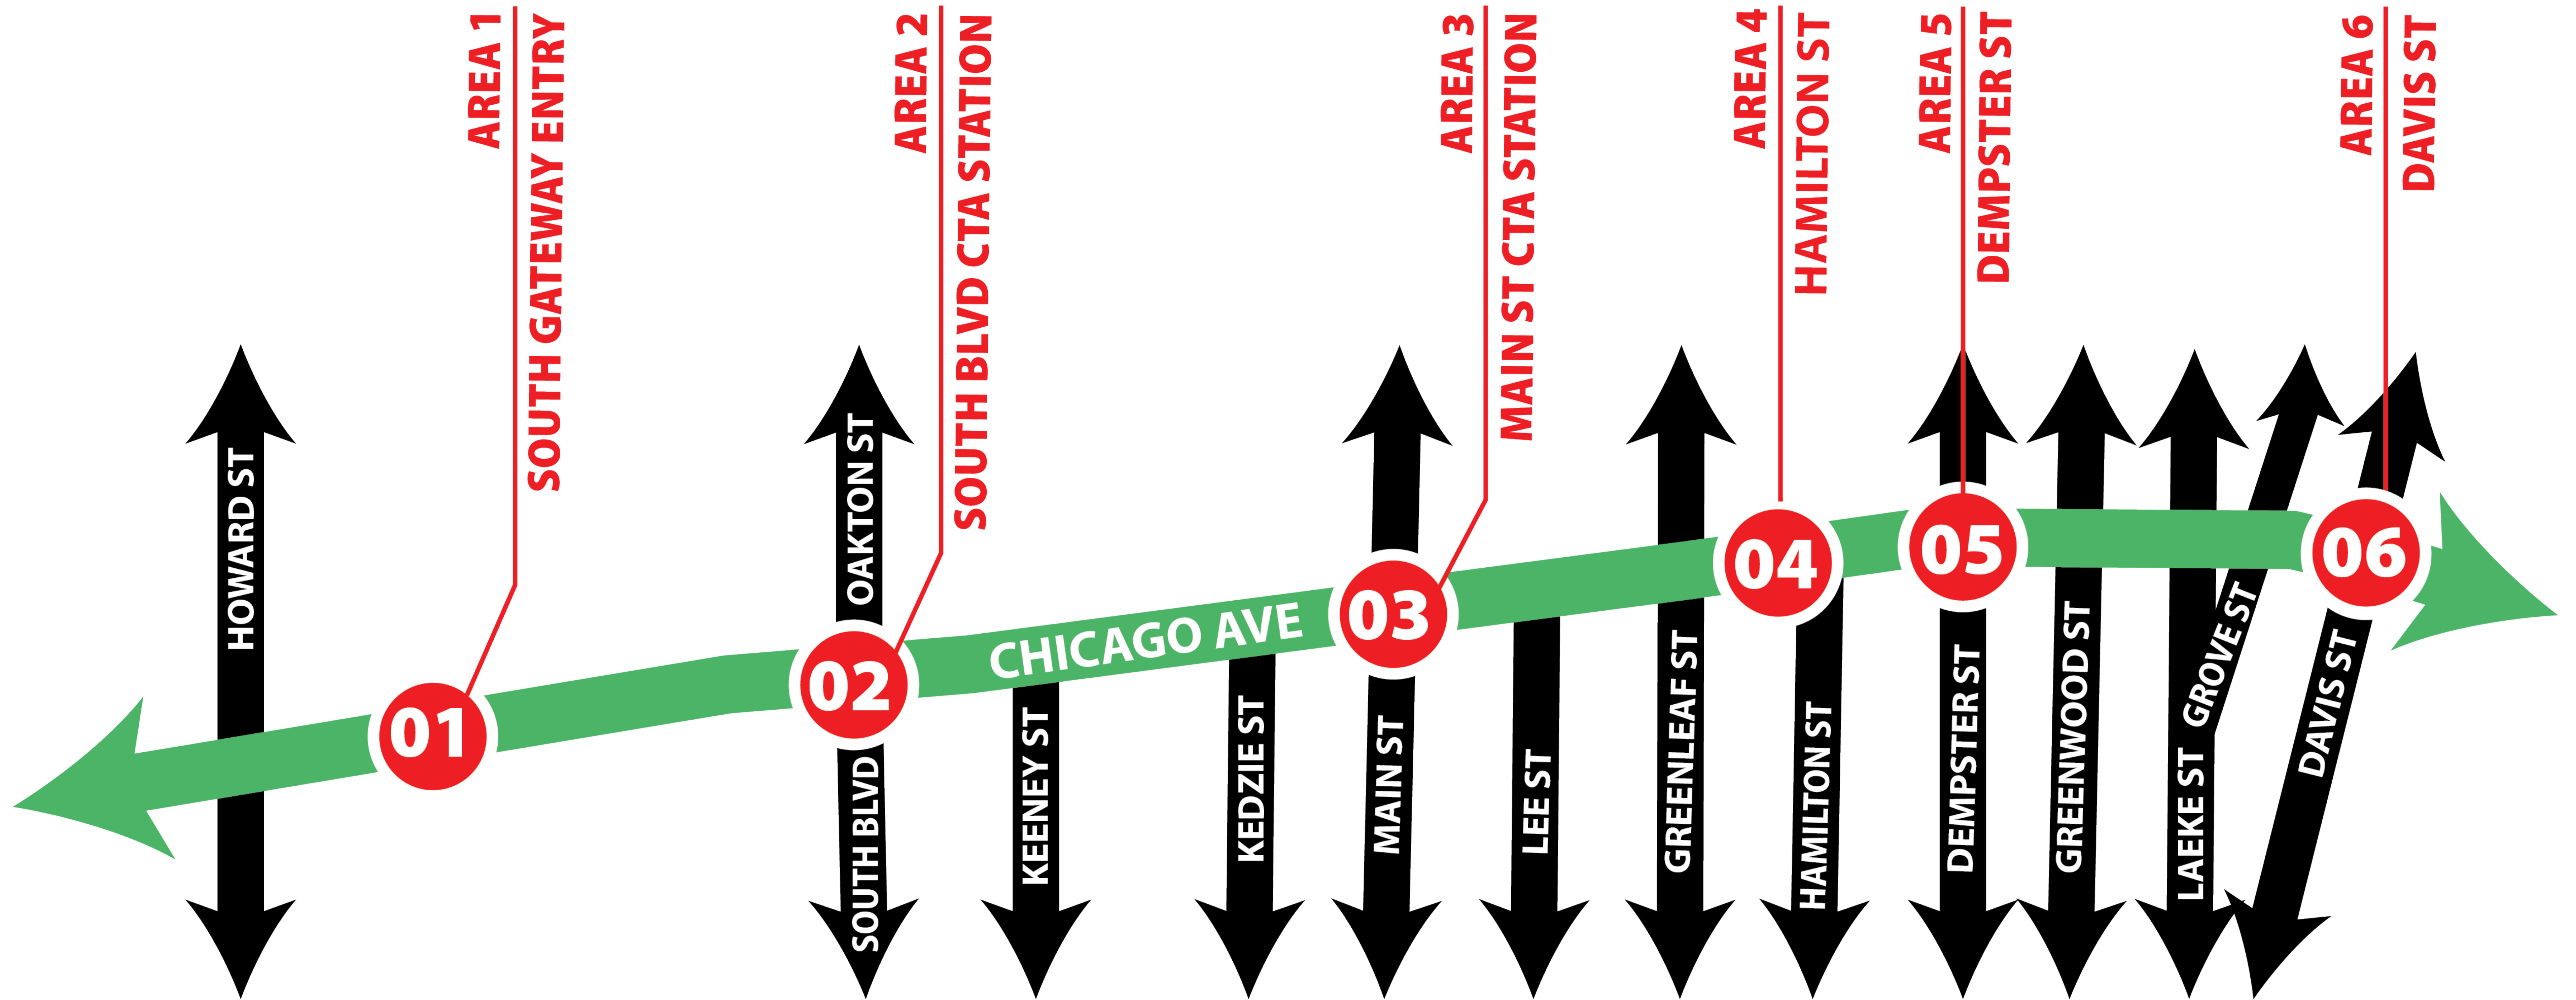 AREA 1
SOUTH GATEWAY ENTRY
AREA 2
SOUTH BLVD CTA STATION
AREA 3
MAIN ST CTA STATION
AREA 4
HAMILTON ST
AREA 5
DEMPSTER ST
AREA 6
DAVIS ST
HOWARD ST
OAKTON ST
SOUTH BLVD
KEENEY ST
KEDZIE ST
MAIN ST
LEE ST
GREENLEAF ST
HAMILTON ST
DEMPSTER ST
GREENWOOD ST
LAEKE ST
GROVE ST
DAVIS ST
CHICAGO AVE
01
02
03
04
05
06